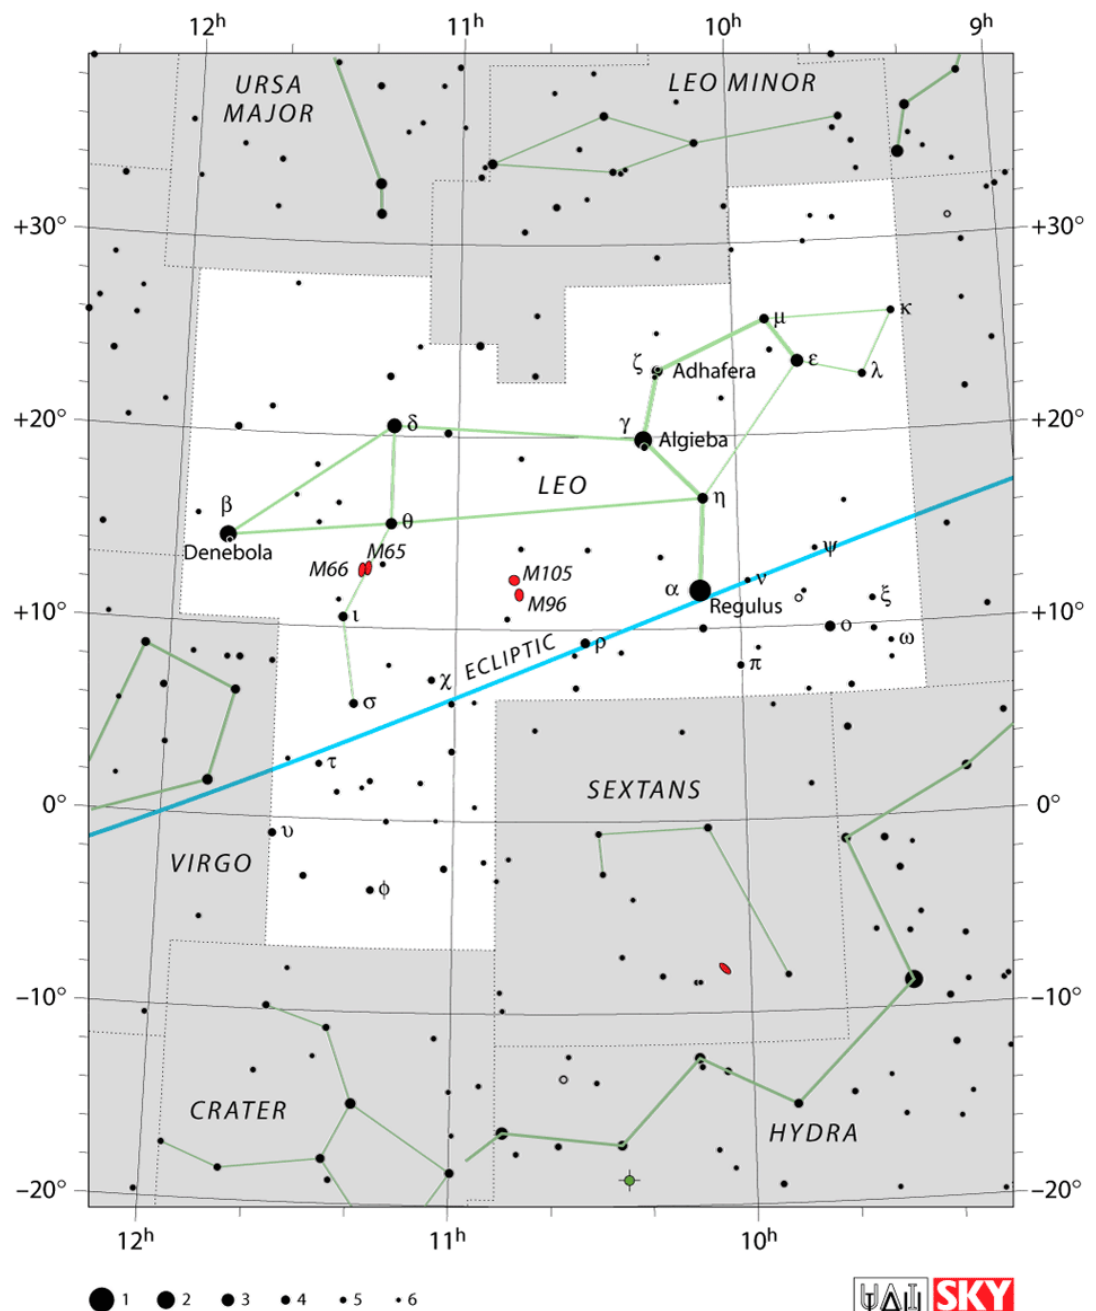 12h 11h 10h 9h
URSA
MAJOR
LEO MINOR
+30° +30°
μ κ
ζ Adhafera ε λ
+20° δ γ Algieba +20°
LEO
β η
θ
Denebola
M66 M65 ψ
M105 ν
M96 α Regulus ξ
+10° ι ο +10°
ECLIPTIC ρ ω
χ π
σ
τ
SEXTANS
0° 0°
υ
VIRGO
φ
−10° −10°
CRATER
HYDRA
−20° −20°
12h 11h 10h
1 2 3 4 5 6
IAU SKY